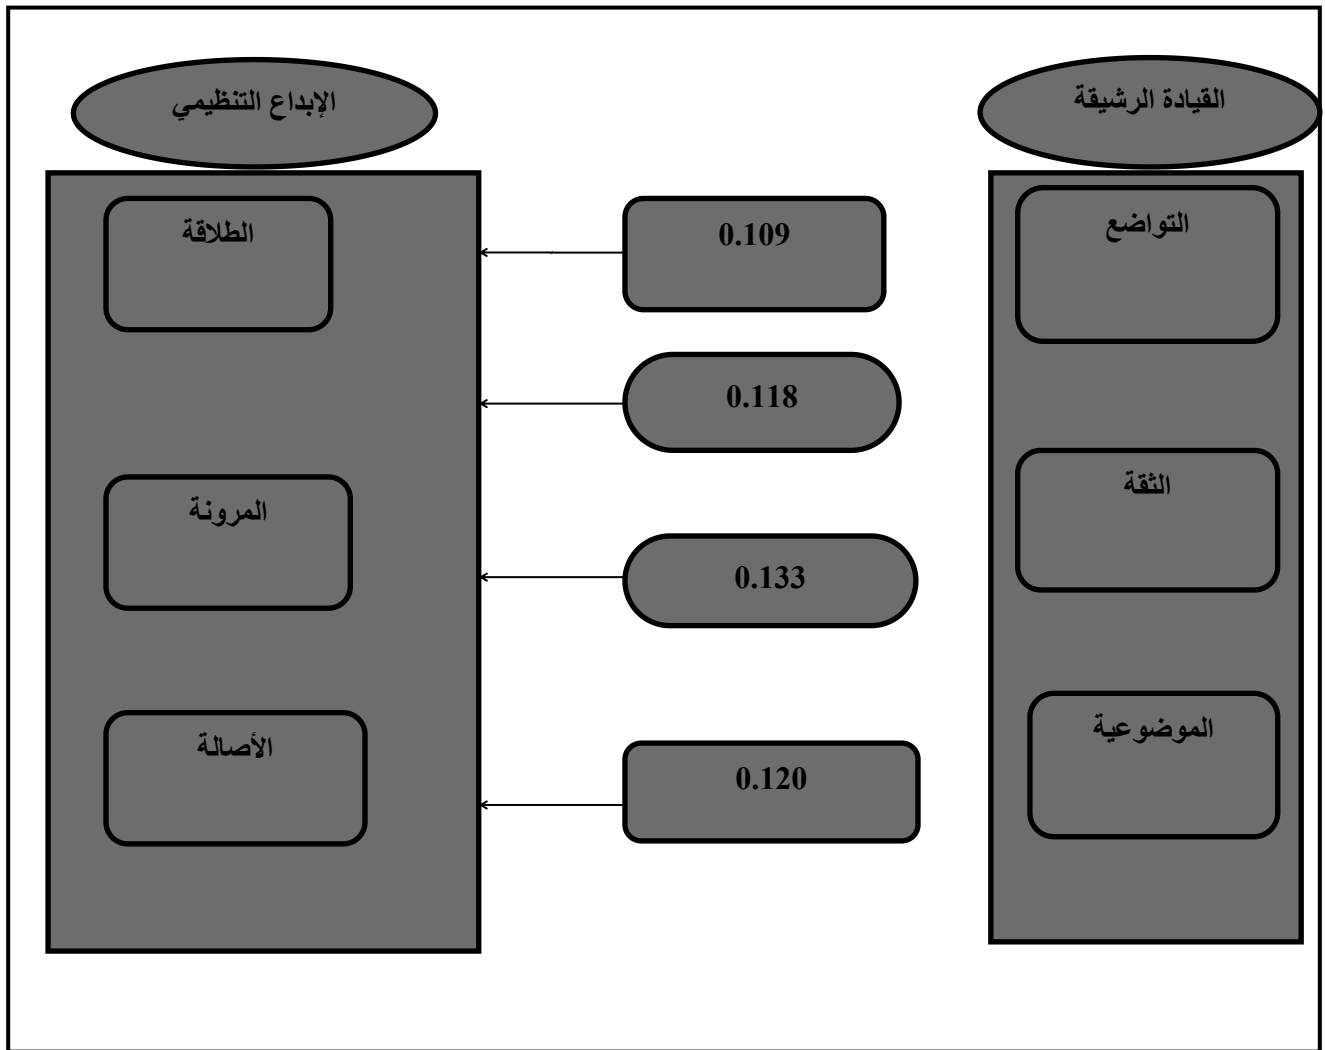 القيادة الرشيقة
الإبداع التنظيمي
التواضع
0.109
الطلاقة
0.118
الثقة
المرونة
0.133
الموضوعية
0.120
الأصالة